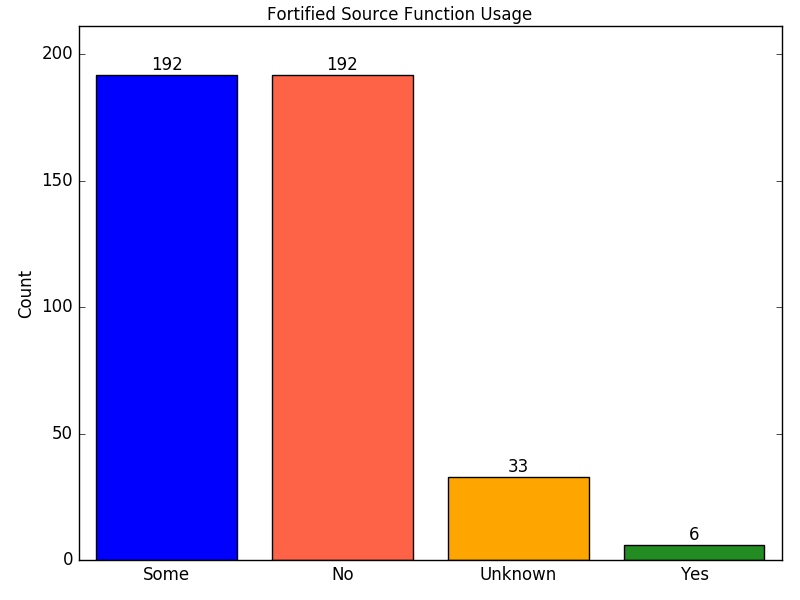 Fortified Source Function Usage
200
150
100
50
0
Count
192
192
33
6
Some
No
Unknown
Yes